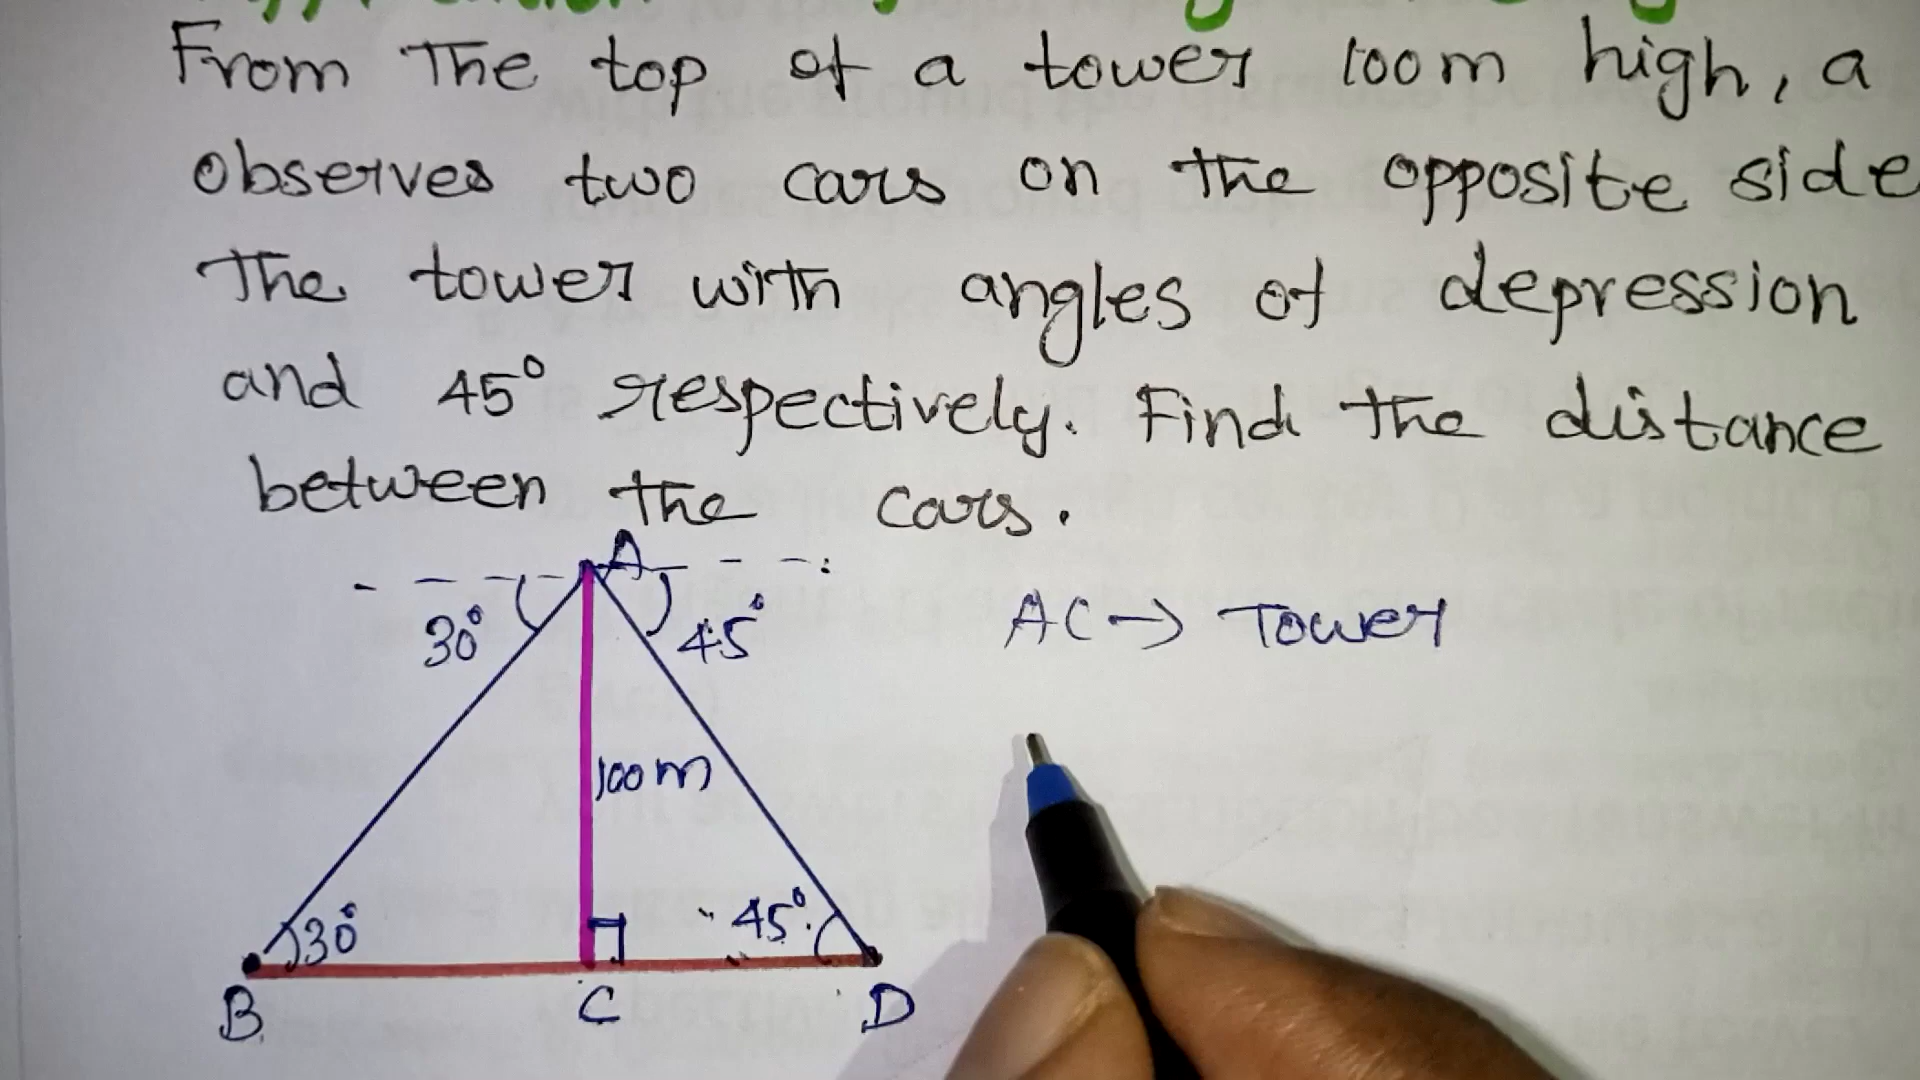 From The top of a tower 100m high, a
observes two cars on the opposite side
The tower with angles of depression
and 45° respectively. Find the distance
between the cars.
A
30° 45°
AC → Tower
100m
30° 45°
B C D